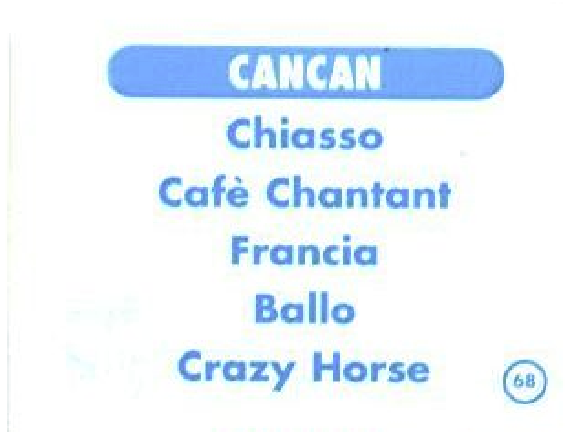 CANCAN
Chiasso
Cafè Chantant
Francia
Ballo
Crazy Horse
68